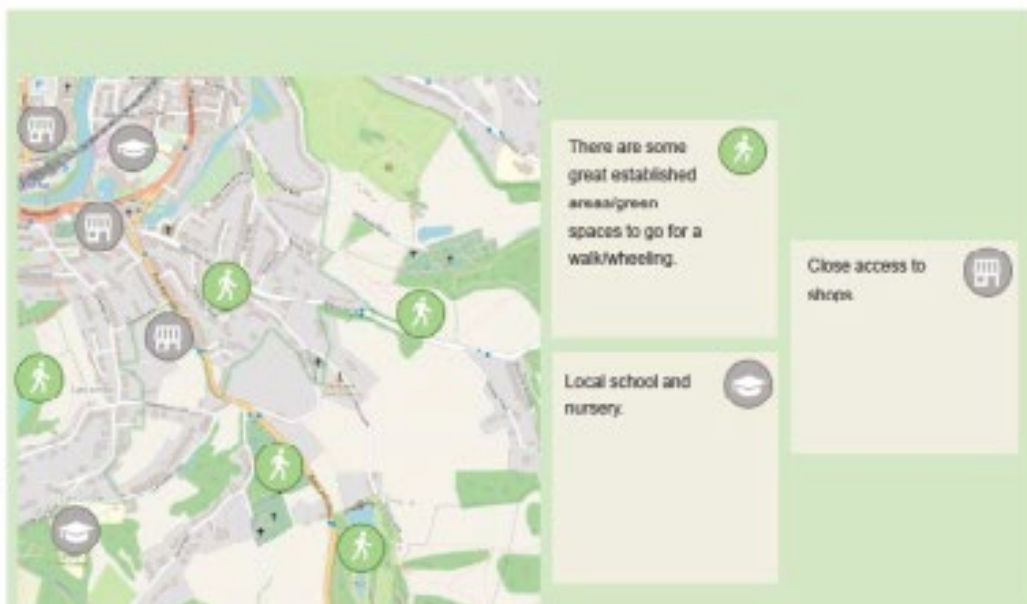 There are some
great established
areas/green
spaces to go for a
walk/wheeling.
Close access to
shops
Local school and
nursery.